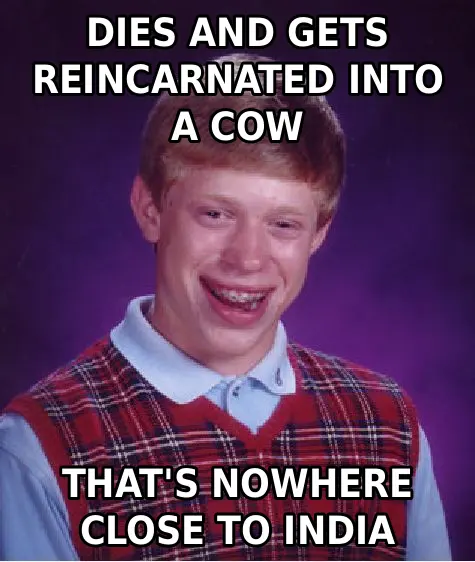 DIES AND GETS
REINCARNATED INTO
A COW
THAT'S NOWHERE
CLOSE TO INDIA